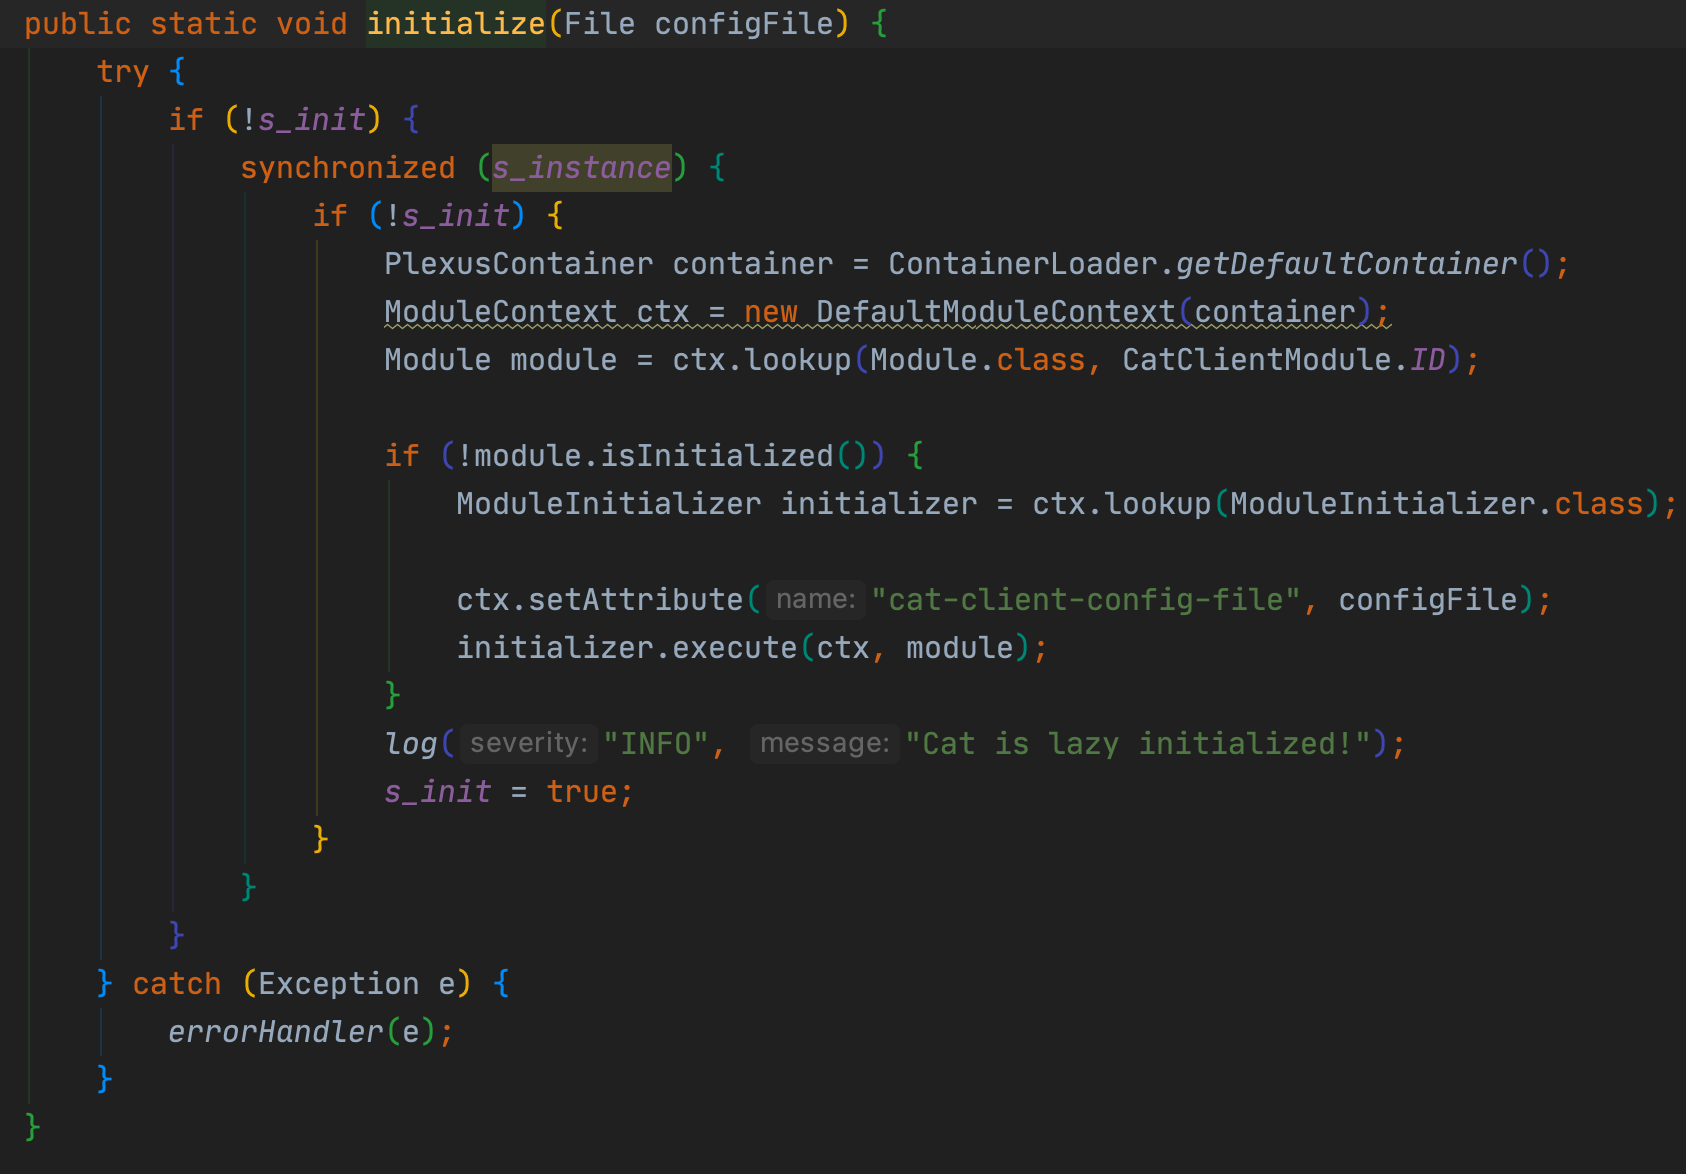 public static void initialize(File configFile) {
    try {
        if (!s_init) {
            synchronized (s_instance) {
                if (!s_init) {
                    PlexusContainer container = ContainerLoader.getDefaultContainer();
                    ModuleContext ctx = new DefaultModuleContext(container);
                    Module module = ctx.lookup(Module.class, CatClientModule.ID);

                    if (!module.isInitialized()) {
                        ModuleInitializer initializer = ctx.lookup(ModuleInitializer.class);

                        ctx.setAttribute( name: "cat-client-config-file", configFile);
                        initializer.execute(ctx, module);
                    }
                    log( severity: "INFO", message: "Cat is lazy initialized!");
                    s_init = true;
                }
            }
        }
    } catch (Exception e) {
        errorHandler(e);
    }
}